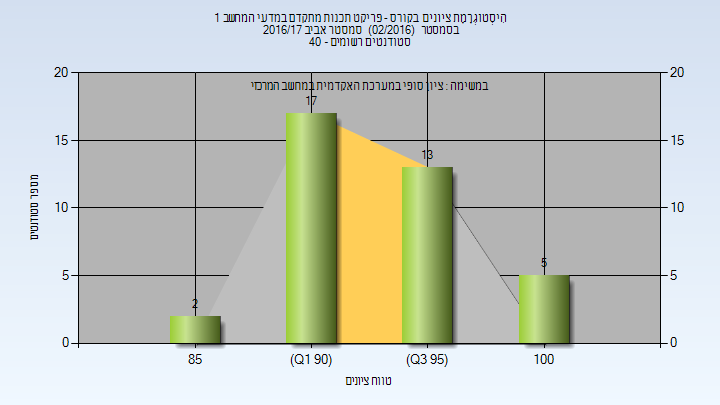 היסטוגרמת ציונים בקורס - פריקט תכנות מתקדם במדעי המחשב 1
בסמסטר (02/2016) סמסטר אביב 2016/17
סטודנטים רשומים - 40
במשימה : ציון סופי במערכת האקדמית במחשב המרכזי
20
20
17
15
15
13
10
10
5
5
5
2
0
0
85
(Q1 90)
(Q3 95)
100
מספר סטודנטים
טווח ציונים